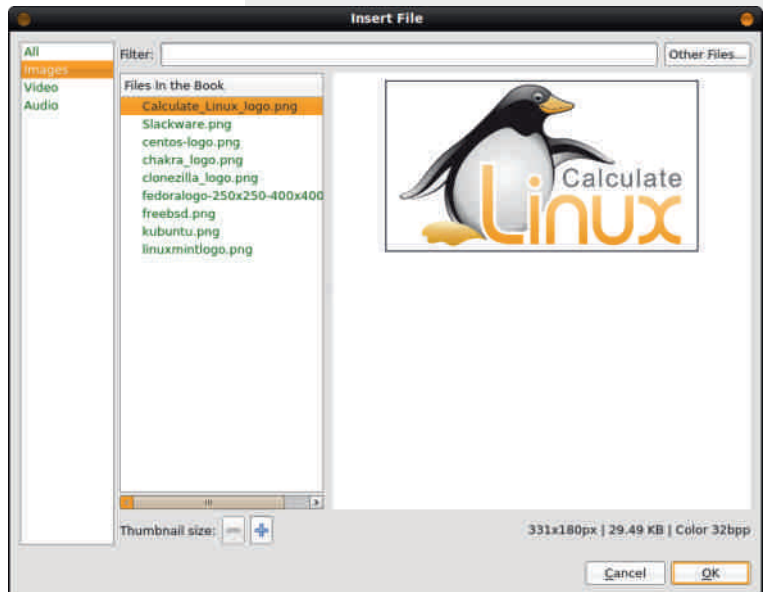 Insert File
All
Images
Video
Audio
Filter:
Other Files...
Files In the Book
Calculate_Linux_logo.png
Slackware.png
centos-logo.png
chakra_logo.png
clonezilla_logo.png
fedoralogo-250x250-400x400
freebsd.png
kubuntu.png
linuxmintlogo.png
Calculate
Linux
Thumbnail size:
331x180px | 29.49 KB | Color 32bpp
Cancel
OK